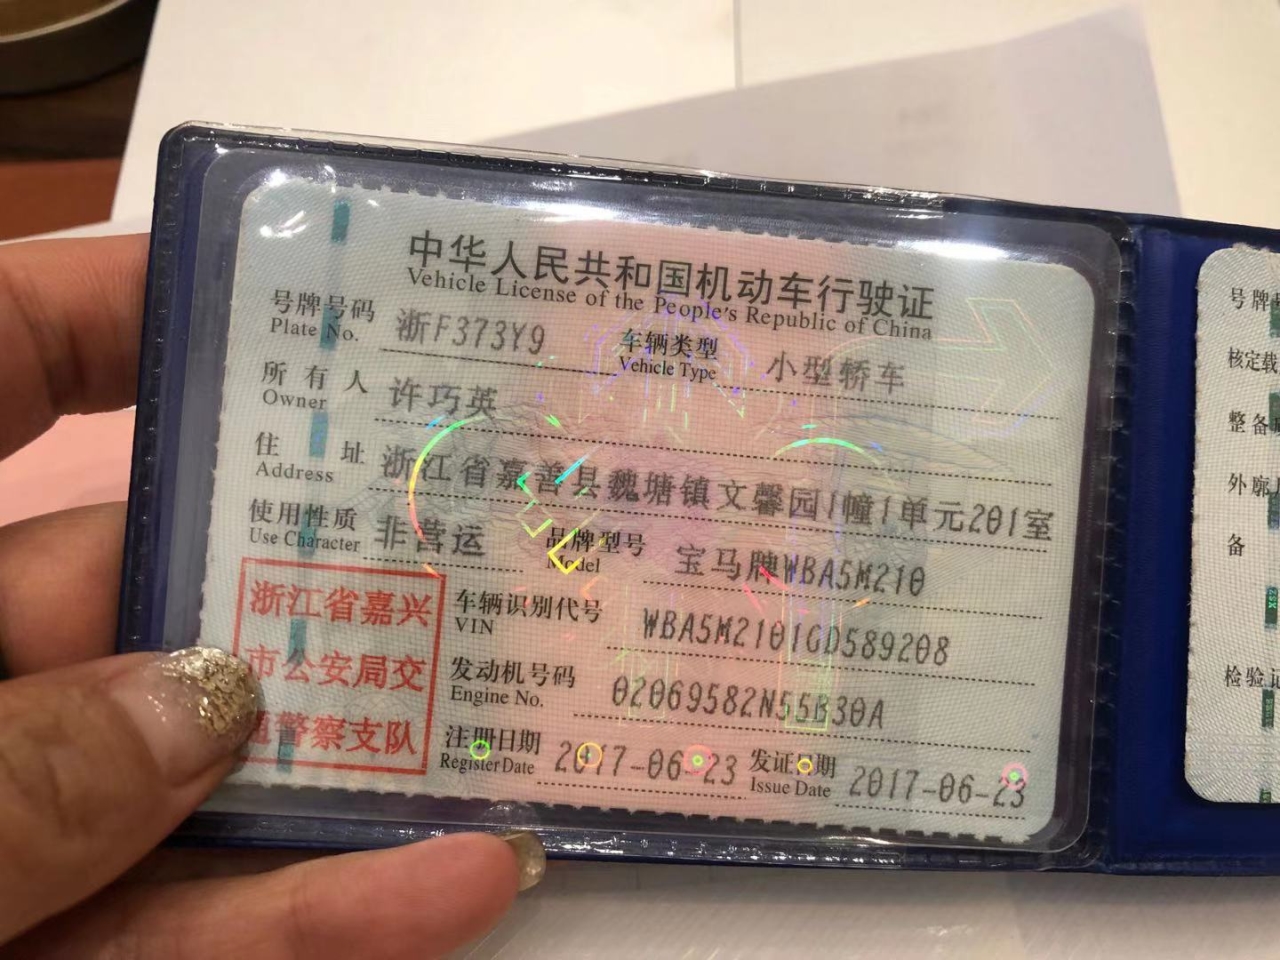 中华人民共和国机动车行驶证
Vehicle License of the People's Republic of China
号牌号码 浙F373Y9 车辆类型 小型轿车
Plate No. Vehicle Type
所有人 许巧英
Owner
住址 浙江省嘉善县魏塘镇文馨园1幢1单元201室
Address
使用性质 非营运 品牌型号 宝马牌WBA5M210
Use Character Model
浙江省嘉兴
市公安局交
通警察支队
车辆识别代号 WBA5M2101GD589208
VIN
发动机号码 02069582N55B30A
Engine No.
注册日期 2017-06-23 发证日期 2017-06-23
Register Date Issue Date
号牌
核定载
整备
外廓
备
检验